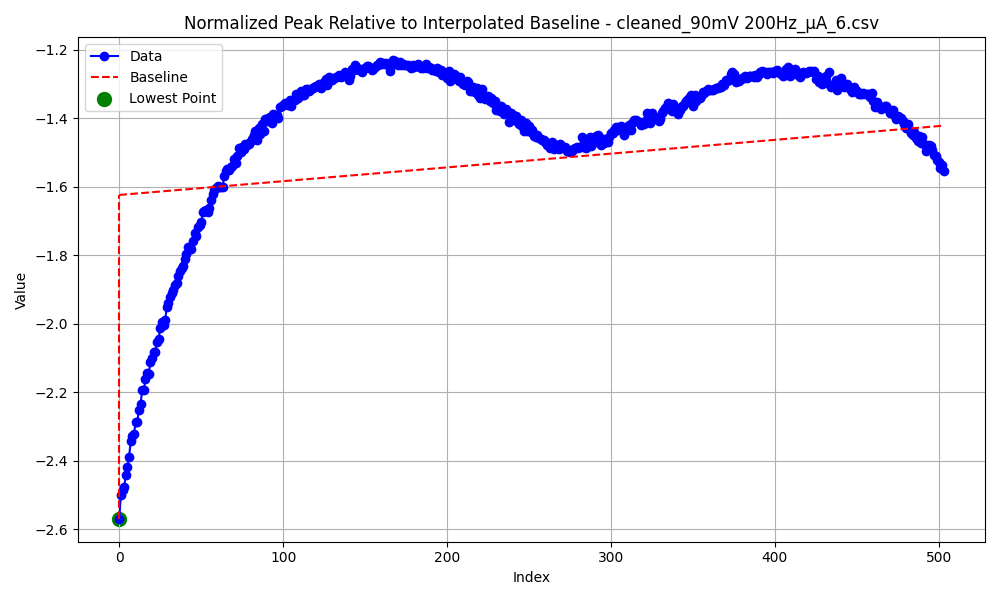 Normalized Peak Relative to Interpolated Baseline - cleaned_90mV 200Hz_μA_6.csv
Data
Baseline
Lowest Point
Value
−1.2
−1.4
−1.6
−1.8
−2.0
−2.2
−2.4
−2.6
0 100 200 300 400 500
Index